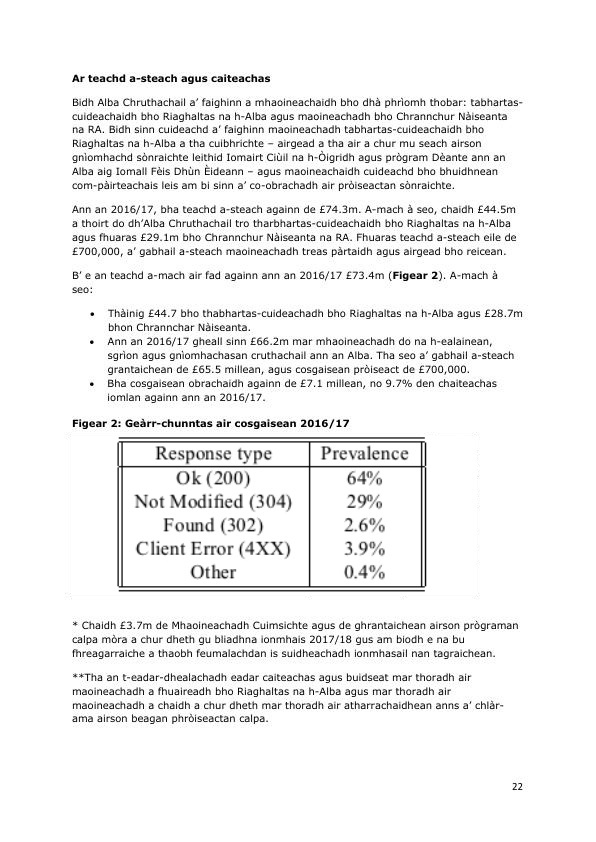 Ar teachd a-steach agus caiteachas
Bidh Alba Chruthachail a’ faighinn a mhaoineachaidh bho dhà phrìomh thobar: tabhartas-
cuideachaidh bho Riaghaltas na h-Alba agus maoineachadh bho Chrannchur Nàiseanta
na RA. Bidh sinn cuideachd a’ faighinn maoineachadh tabhartas-cuideachaidh bho
Riaghaltas na h-Alba a tha cuibhrichte – airgead a tha air a chur mu seach airson
gnìomhachd sònraichte leithid Iomairt Ciùil na h-Òigridh agus prògram Dèante ann an
Alba aig Iomall Fèis Dhùn Èideann – agus maoineachadh cuideachd bho bhuidhnean
com-pàirteachais leis am bi sinn a’ co-obrachadh air pròiseactan sònraichte.
Ann an 2016/17, bha teachd a-steach againn de £74.3m. A-mach à seo, chaidh £44.5m
a thoirt do dh’Alba Chruthachail tro tharbhartas-cuideachaidh bho Riaghaltas na h-Alba
agus fhuaras £29.1m bho Chrannchur Nàiseanta na RA. Fhuaras teachd a-steach eile de
£700,000, a’ gabhail a-steach maoineachadh treas pàrtaidh agus airgead bho reicean.
B’ e an teachd a-mach air fad againn ann an 2016/17 £73.4m (Figear 2). A-mach à
seo:
• Thàinig £44.7 bho thabhartas-cuideachadh bho Riaghaltas na h-Alba agus £28.7m
bhon Chrannchar Nàiseanta.
• Ann an 2016/17 gheall sinn £66.2m mar mhaoineachadh do na h-ealainean,
sgrìon agus gnìomhachasan cruthachail ann an Alba. Tha seo a’ gabhail a-steach
grantaichean de £65.5 millean, agus cosgaisean pròiseact de £700,000.
• Bha cosgaisean obrachaidh againn de £7.1 millean, no 9.7% den chaiteachas
iomlan againn ann an 2016/17.
Figear 2: Geàrr-chunntas air cosgaisean 2016/17
Response type Prevalence
Ok (200) 64%
Not Modified (304) 29%
Found (302) 2.6%
Client Error (4XX) 3.9%
Other 0.4%
* Chaidh £3.7m de Mhaoineachadh Cuimsichte agus de ghrantaichean airson prògraman
calpa mòra a chur dheth gu bliadhna ionmhais 2017/18 gus am biodh e na bu
fhreagarraiche a thaobh feumalachdan is suidheachadh ionmhasail nan tagraichean.
**Tha an t-eadar-dhealachadh eadar caiteachas agus buidseat mar thoradh air
maoineachadh a fhuaireadh bho Riaghaltas na h-Alba agus mar thoradh air
maoineachadh a chaidh a chur dheth mar thoradh air atharrachaidhean anns a’ chlàr-
ama airson beagan phròiseactan calpa.
22